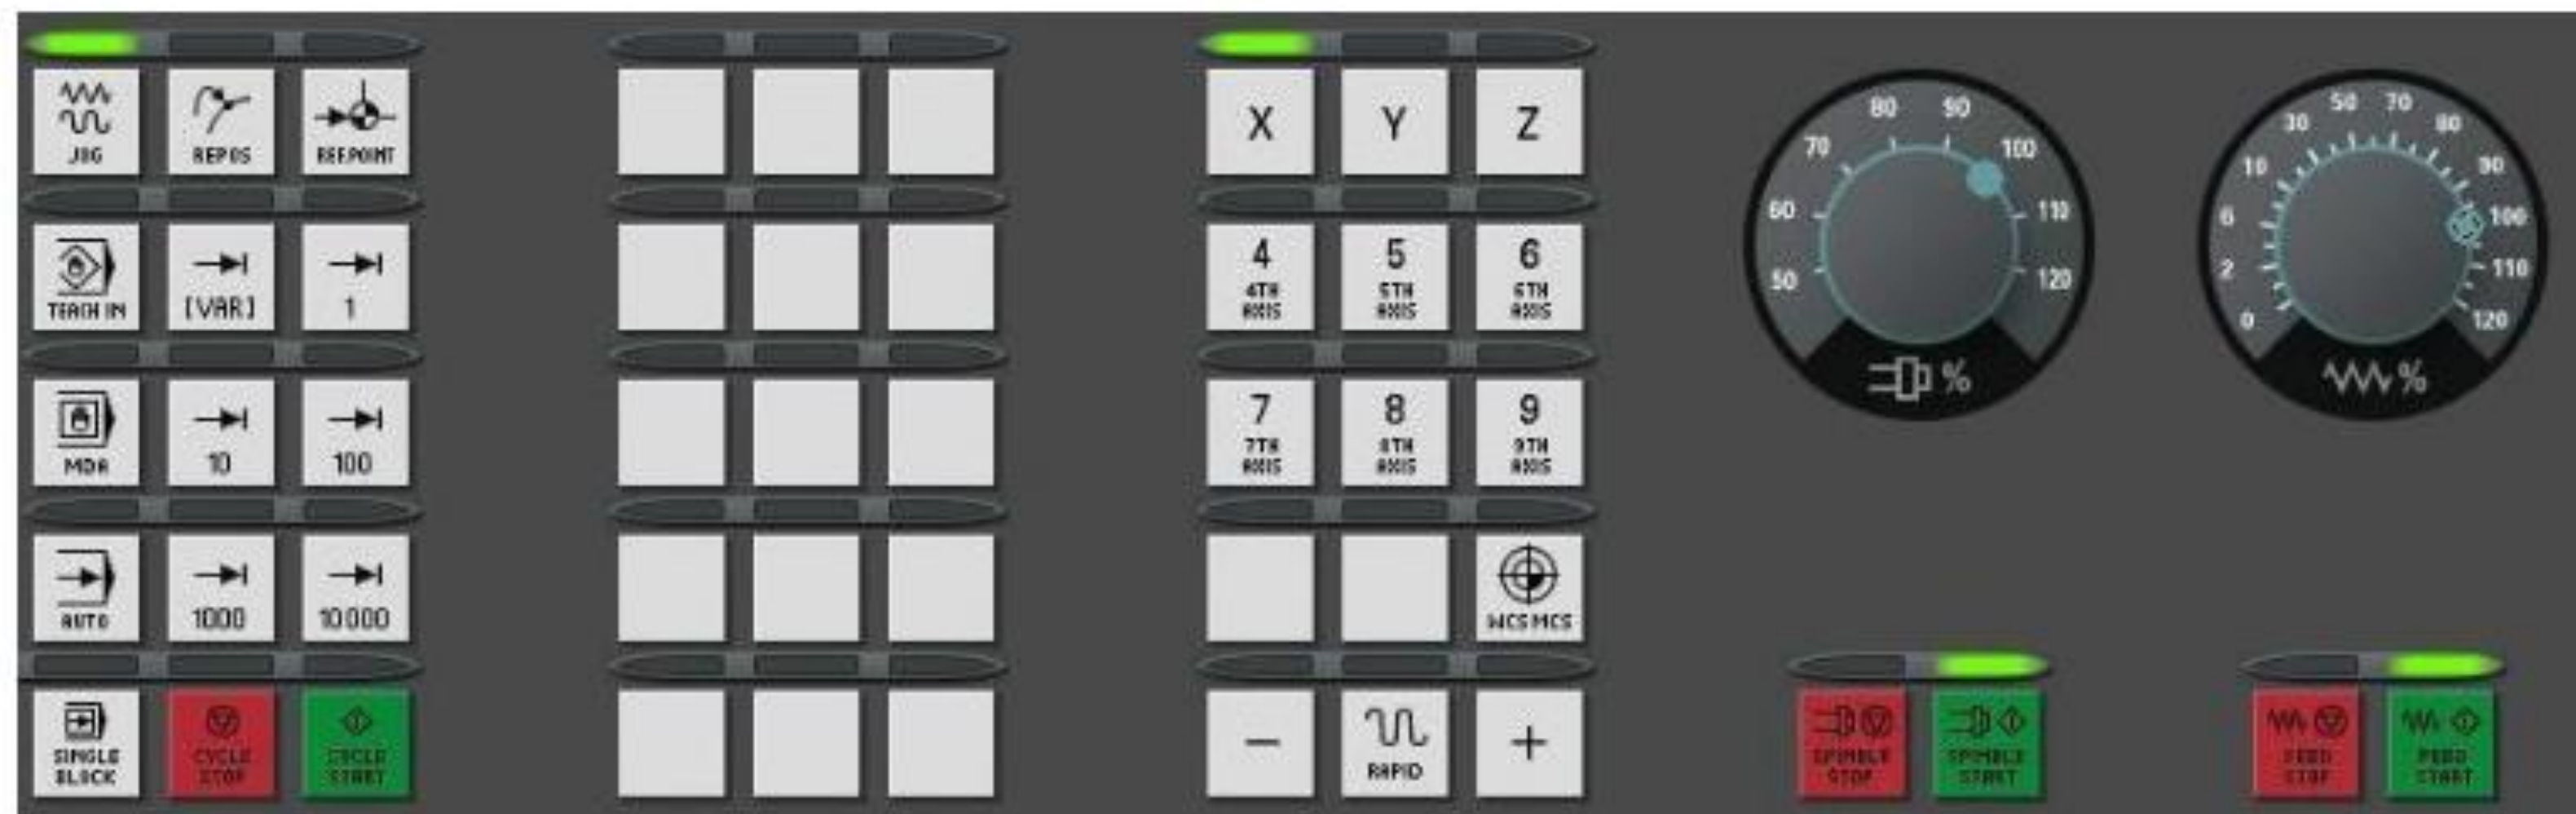 JOG
REPOS
REF.POINT
X
Y
Z
80
90
70
100
60
110
50
120
%
50
70
30
80
10
90
6
100
2
110
0
120
%
TEACH IN
[VAR]
1
4
4TH
AXIS
5
5TH
AXIS
6
6TH
AXIS
MDA
10
100
7
7TH
AXIS
8
8TH
AXIS
9
9TH
AXIS
AUTO
1000
10000
WCS MCS
SINGLE
BLOCK
CYCLE
STOP
CYCLE
START
−
RAPID
+
SPINDLE
STOP
SPINDLE
START
FEED
STOP
FEED
START